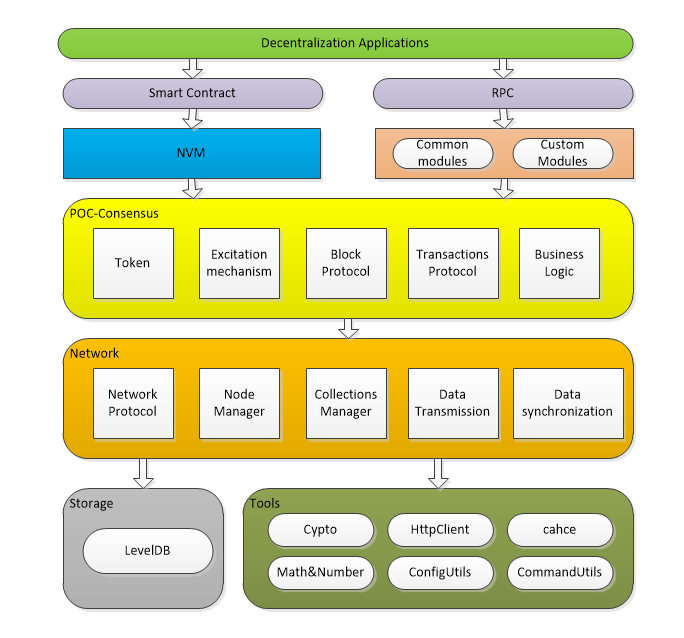 Decentralization Applications
Smart Contract
RPC
NVM
Common
modules
Custom
Modules
POC-Consensus
Token
Excitation
mechanism
Block
Protocol
Transactions
Protocol
Business
Logic
Network
Network
Protocol
Node
Manager
Collections
Manager
Data
Transmission
Data
synchronization
Storage
LevelDB
Tools
Cypto
HttpClient
cahce
Math&Number
ConfigUtils
CommandUtils